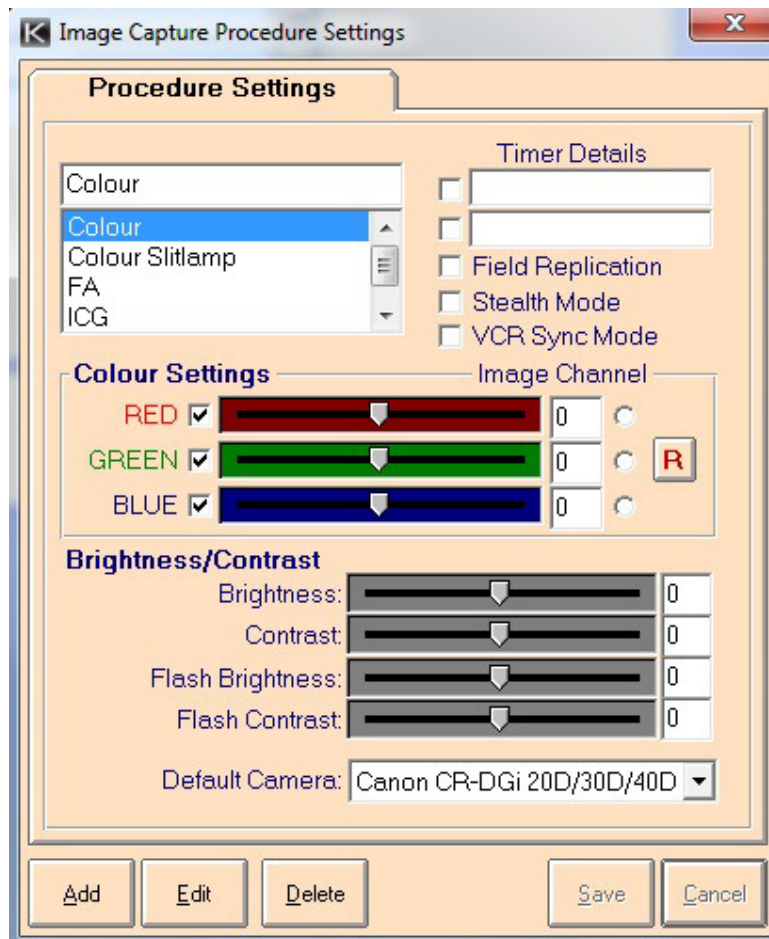 K Image Capture Procedure Settings X
Procedure Settings
Timer Details
Colour
Colour
Colour Slitlamp
FA
ICG
Field Replication
Stealth Mode
VCR Sync Mode
Colour Settings Image Channel
RED 0
GREEN 0 R
BLUE 0
Brightness/Contrast
Brightness: 0
Contrast: 0
Flash Brightness: 0
Flash Contrast: 0
Default Camera: Canon CR-DGi 20D/30D/40D
Add Edit Delete Save Cancel